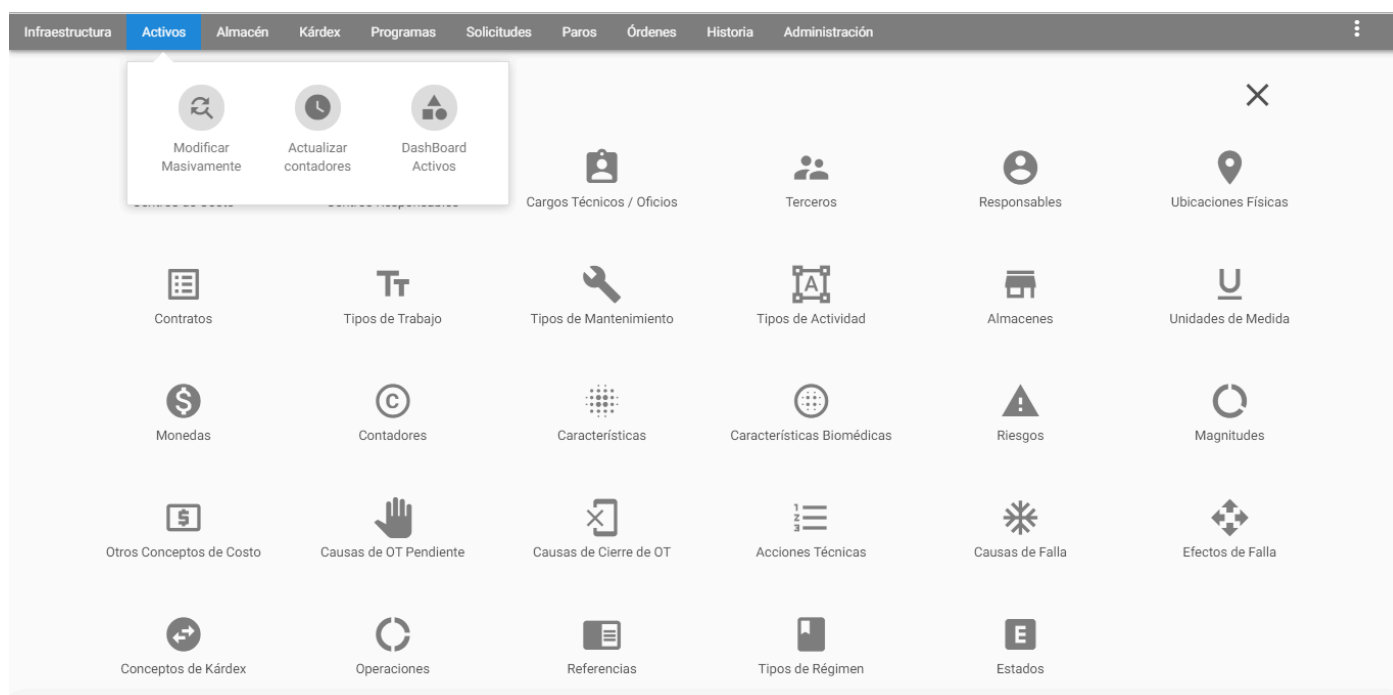 Infraestructura Activos Almacén Kárdex Programas Solicitudes Paros Órdenes Historia Administración
Modificar Actualizar DashBoard
Masivamente contadores Activos
Cargos Técnicos / Oficios Terceros Responsables Ubicaciones Físicas
Contratos Tipos de Trabajo Tipos de Mantenimiento Tipos de Actividad Almacenes Unidades de Medida
Monedas Contadores Características Características Biomédicas Riesgos Magnitudes
Otros Conceptos de Costo Causas de OT Pendiente Causas de Cierre de OT Acciones Técnicas Causas de Falla Efectos de Falla
Conceptos de Kárdex Operaciones Referencias Tipos de Régimen Estados